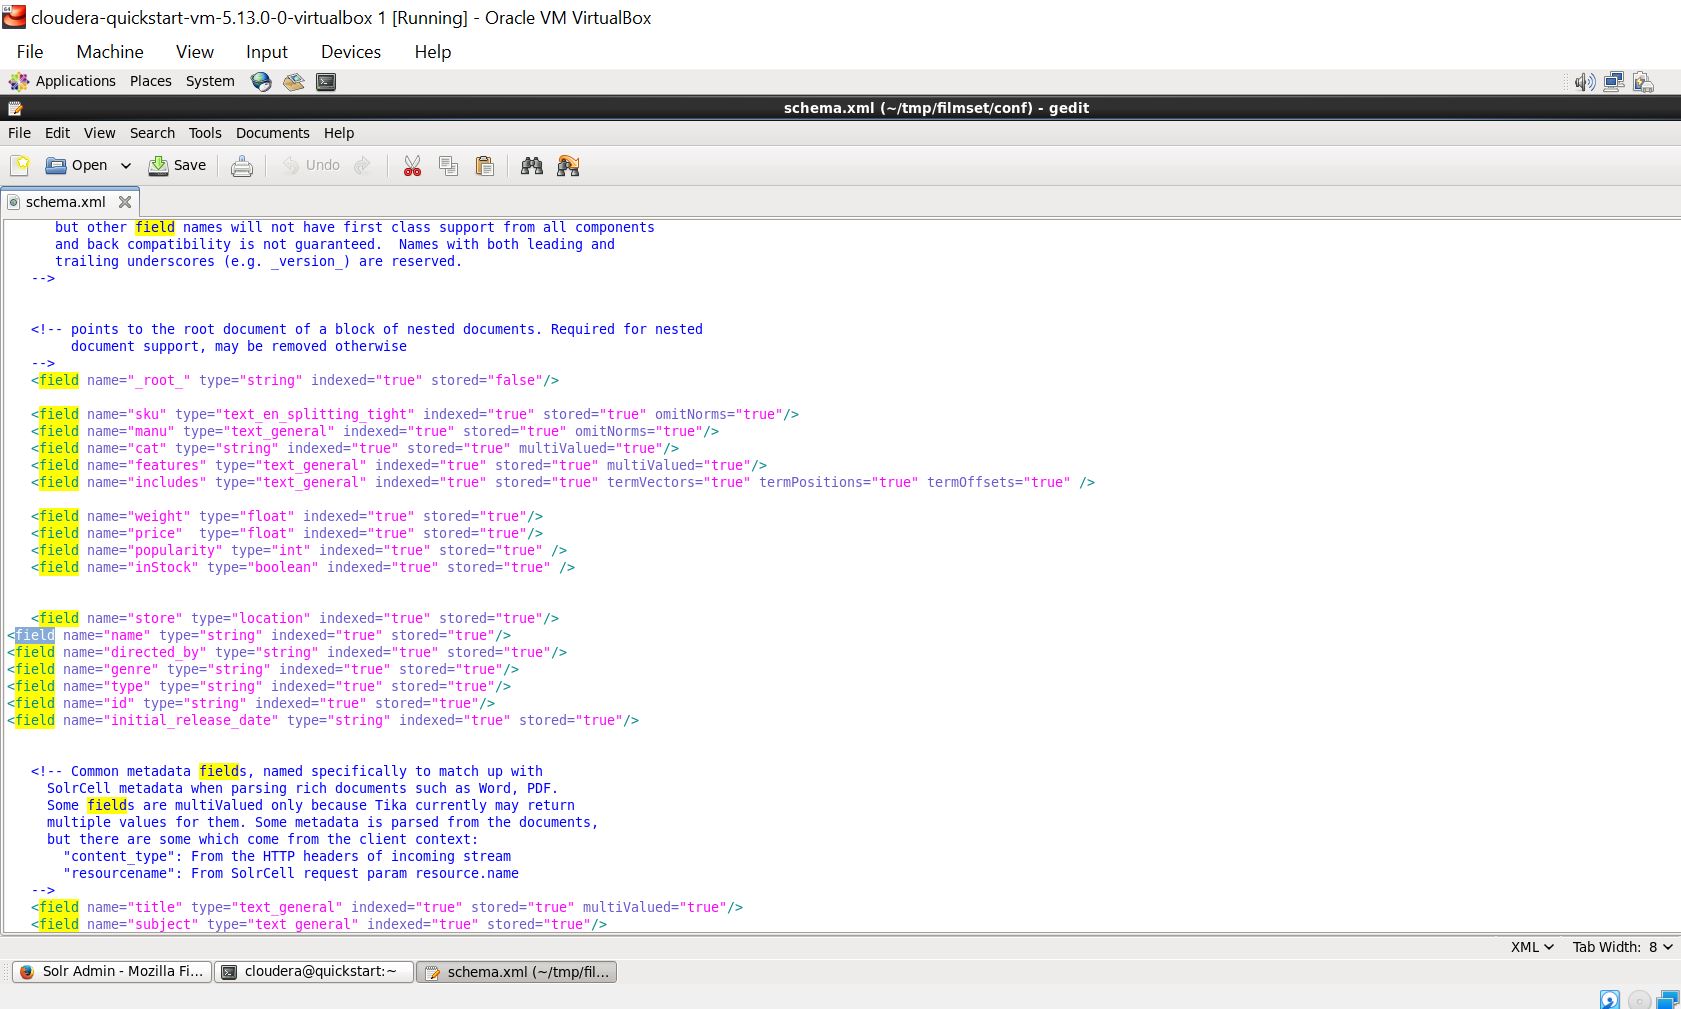 cloudera-quickstart-vm-5.13.0-0-virtualbox 1 [Running] - Oracle VM VirtualBox
File Machine View Input Devices Help
Applications Places System
schema.xml (~/tmp/filmset/conf) - gedit
File Edit View Search Tools Documents Help
Open Save Undo
schema.xml
but other field names will not have first class support from all components
and back compatibility is not guaranteed.  Names with both leading and
trailing underscores (e.g. _version_) are reserved.
-->
<!-- points to the root document of a block of nested documents. Required for nested
document support, may be removed otherwise
-->
<field name="_root_" type="string" indexed="true" stored="false"/>
<field name="sku" type="text_en_splitting_tight" indexed="true" stored="true" omitNorms="true"/>
<field name="manu" type="text_general" indexed="true" stored="true" omitNorms="true"/>
<field name="cat" type="string" indexed="true" stored="true" multiValued="true"/>
<field name="features" type="text_general" indexed="true" stored="true" multiValued="true"/>
<field name="includes" type="text_general" indexed="true" stored="true" termVectors="true" termPositions="true" termOffsets="true" />
<field name="weight" type="float" indexed="true" stored="true"/>
<field name="price"  type="float" indexed="true" stored="true"/>
<field name="popularity" type="int" indexed="true" stored="true" />
<field name="inStock" type="boolean" indexed="true" stored="true" />
<field name="store" type="location" indexed="true" stored="true"/>
<field name="name" type="string" indexed="true" stored="true"/>
<field name="directed_by" type="string" indexed="true" stored="true"/>
<field name="genre" type="string" indexed="true" stored="true"/>
<field name="type" type="string" indexed="true" stored="true"/>
<field name="id" type="string" indexed="true" stored="true"/>
<field name="initial_release_date" type="string" indexed="true" stored="true"/>
<!-- Common metadata fields, named specifically to match up with
SolrCell metadata when parsing rich documents such as Word, PDF.
Some fields are multiValued only because Tika currently may return
multiple values for them. Some metadata is parsed from the documents,
but there are some which come from the client context:
"content_type": From the HTTP headers of incoming stream
"resourcename": From SolrCell request param resource.name
-->
<field name="title" type="text_general" indexed="true" stored="true" multiValued="true"/>
<field name="subject" type="text_general" indexed="true" stored="true"/>
XML Tab Width: 8
Solr Admin - Mozilla Fi... cloudera@quickstart:~ schema.xml (~/tmp/fil...